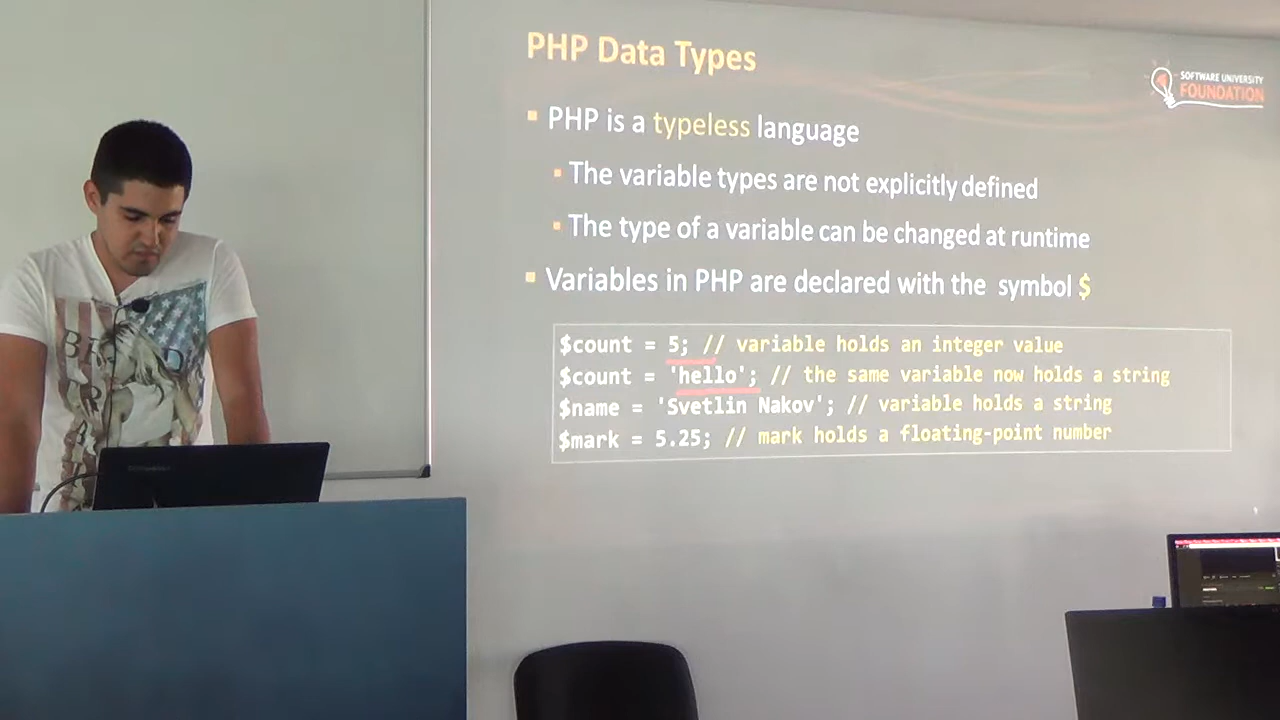 PHP Data Types
SOFTWARE UNIVERSITY
FOUNDATION
PHP is a typeless language
The variable types are not explicitly defined
The type of a variable can be changed at runtime
Variables in PHP are declared with the symbol $
$count = 5; // variable holds an integer value
$count = 'hello'; // the same variable now holds a string
$name = 'Svetlin Nakov'; // variable holds a string
$mark = 5.25; // mark holds a floating-point number